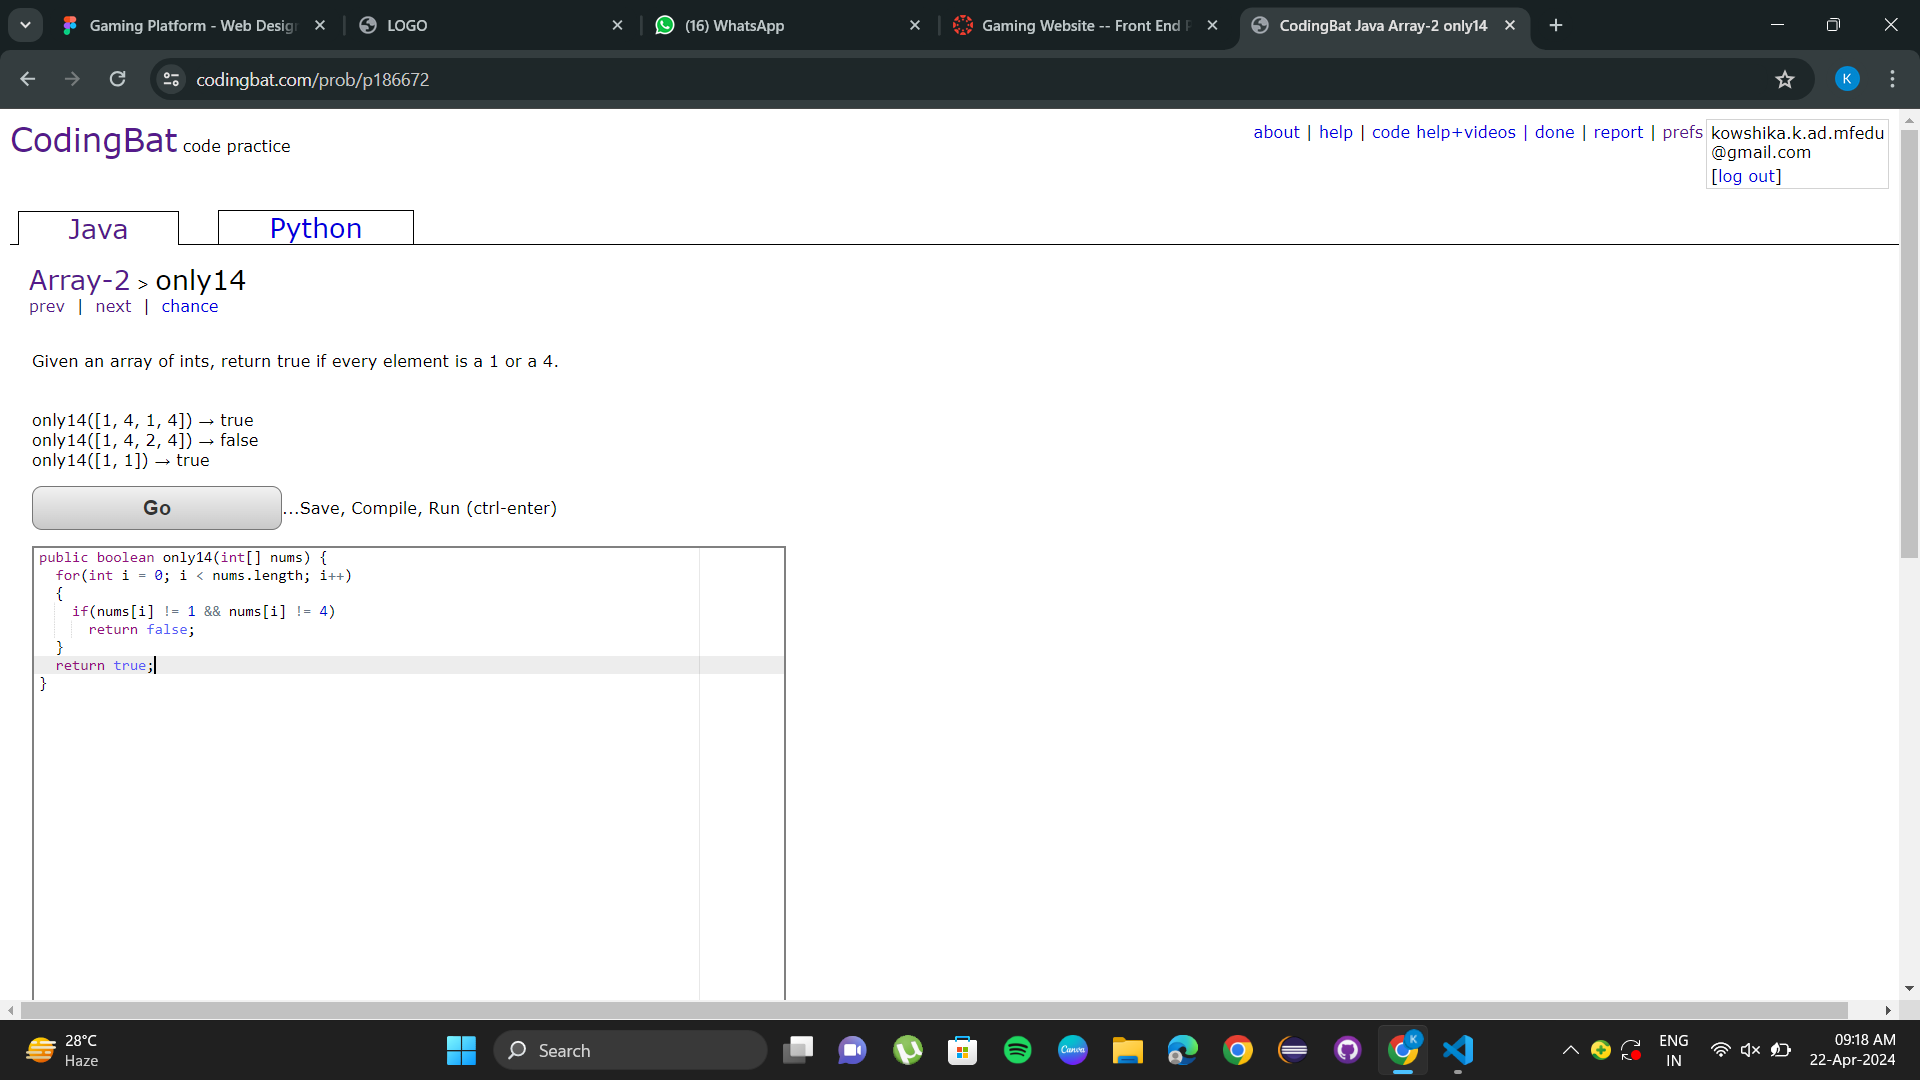 Gaming Platform - Web Design
LOGO
(16) WhatsApp
Gaming Website -- Front End P
CodingBat Java Array-2 only14
codingbat.com/prob/p186672
K
CodingBat code practice
about | help | code help+videos | done | report | prefs
kowshika.k.ad.mfedu
@gmail.com
[log out]
Java
Python
Array-2 > only14
prev | next | chance
Given an array of ints, return true if every element is a 1 or a 4.
only14([1, 4, 1, 4]) → true
only14([1, 4, 2, 4]) → false
only14([1, 1]) → true
Go
...Save, Compile, Run (ctrl-enter)
public boolean only14(int[] nums) {
  for(int i = 0; i < nums.length; i++)
  {
    if(nums[i] != 1 && nums[i] != 4)
      return false;
  }
  return true;
}
28°C
Haze
Search
Canva
K
ENG
IN
09:18 AM
22-Apr-2024